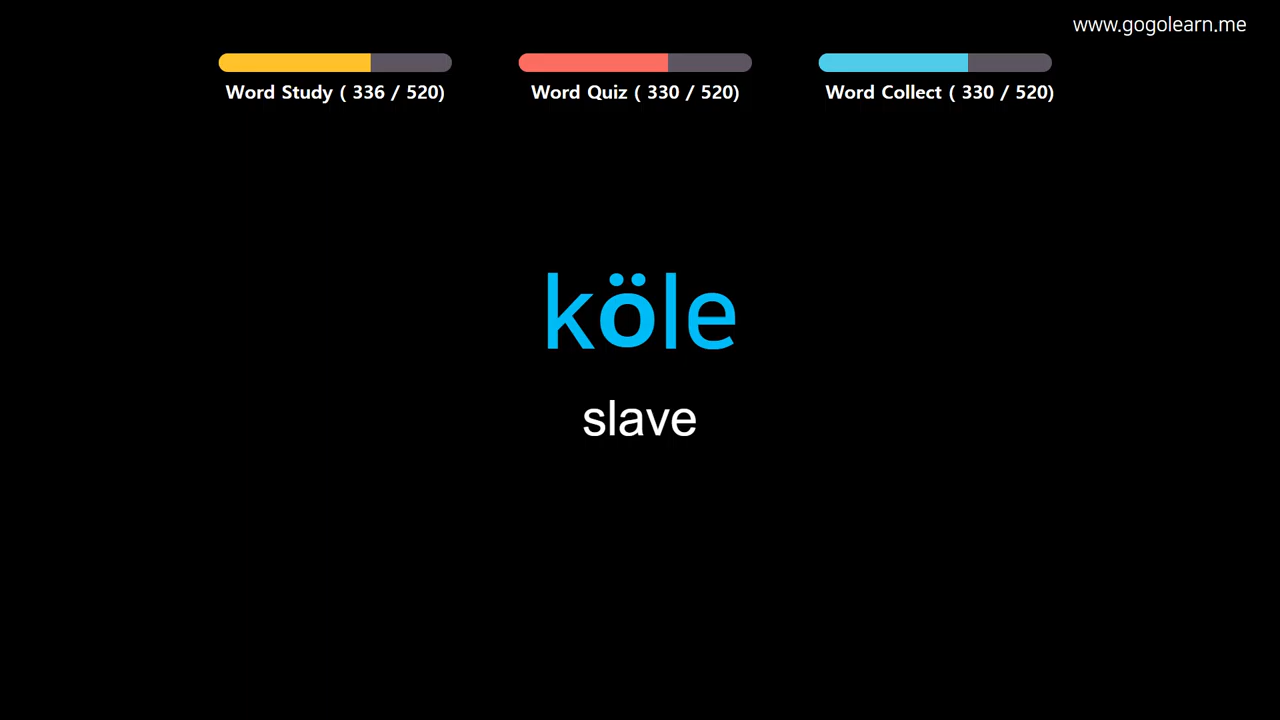 www.gogolearn.me
Word Study ( 336 / 520)
Word Quiz ( 330 / 520)
Word Collect ( 330 / 520)
köle
slave